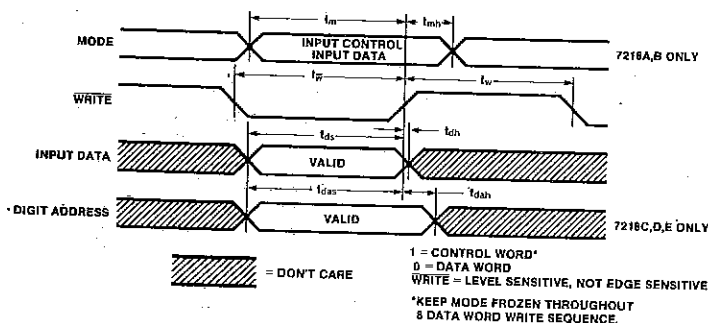 tm
tmh
MODE
INPUT CONTROL
INPUT DATA
7218A,B ONLY
tw
tw
WRITE
tds
tdh
INPUT DATA
VALID
tdas
tdah
DIGIT ADDRESS
VALID
7218C,D,E ONLY
= DON'T CARE
1 = CONTROL WORD*
0 = DATA WORD
WRITE = LEVEL SENSITIVE, NOT EDGE SENSITIVE
*KEEP MODE FROZEN THROUGHOUT
8 DATA WORD WRITE SEQUENCE.